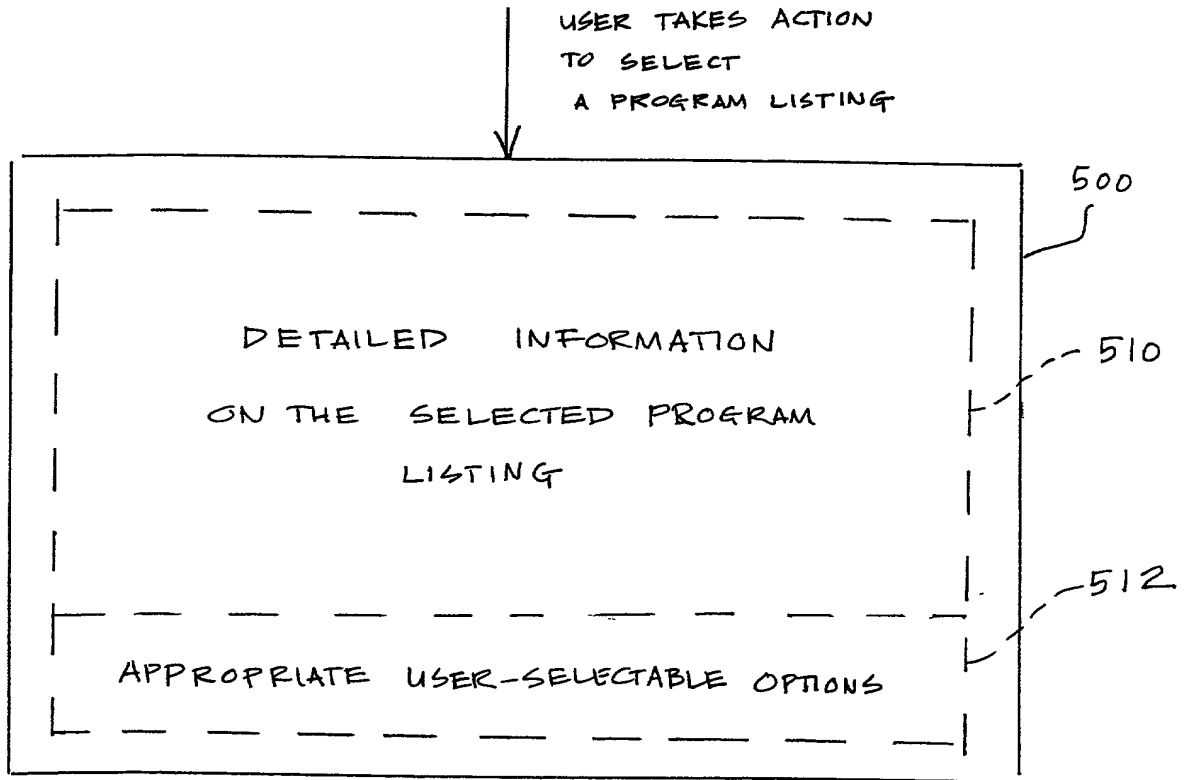 USER TAKES ACTION
TO SELECT
A PROGRAM LISTING
500
DETAILED INFORMATION
510
ON THE SELECTED PROGRAM
LISTING
512
APPROPRIATE USER-SELECTABLE OPTIONS